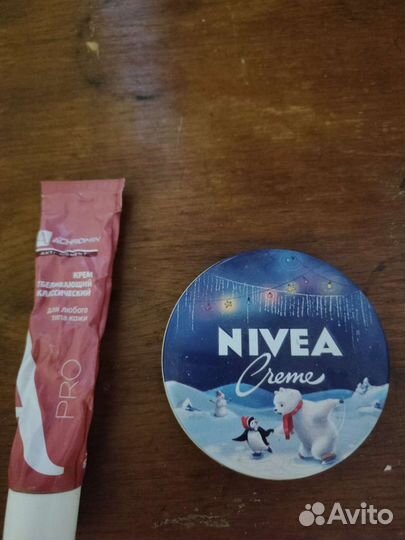 ACHROMIN
КРЕМ
ОТБЕЛИВАЮЩИЙ
КЛАССИЧЕСКИЙ
для любого
типа кожи
PRO
NIVEA
Creme
Avito